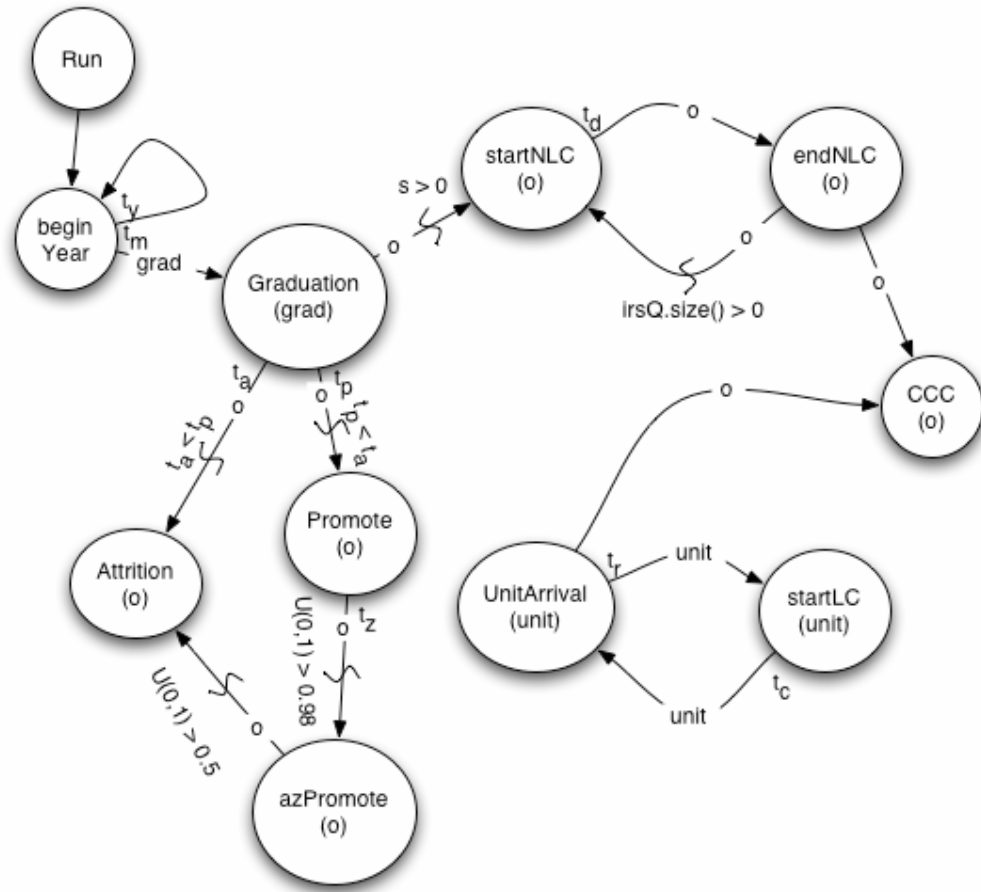 Run
begin
Year
t_y
t_m
grad
Graduation
(grad)
o
s > 0
startNLC
(o)
t_d
o
endNLC
(o)
o
irsQ.size() > 0
o
CCC
(o)
t_a
o
t_a < t_p
t_p
o
t_p < t_a
Promote
(o)
Attrition
(o)
o
t_z
U(0,1) > 0.98
o
U(0,1) > 0.5
azPromote
(o)
o
UnitArrival
(unit)
t_r
unit
startLC
(unit)
t_c
unit